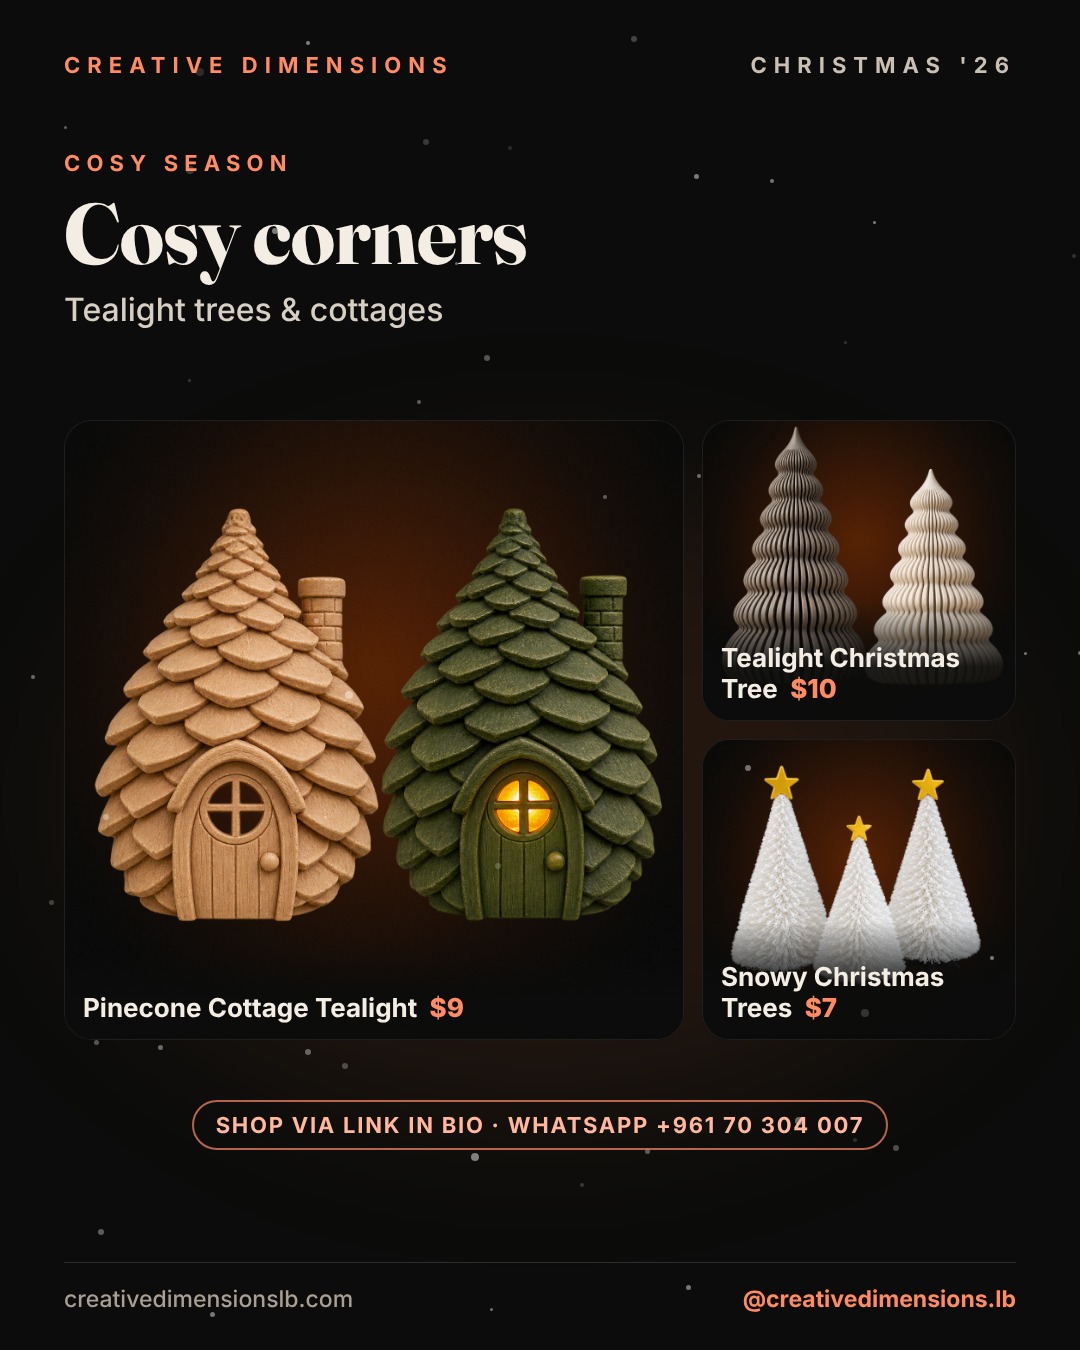 CREATIVE DIMENSIONS
CHRISTMAS '26
COSY SEASON
Cosy corners
Tealight trees & cottages
Pinecone Cottage Tealight $9
Tealight Christmas
Tree $10
Snowy Christmas
Trees $7
SHOP VIA LINK IN BIO · WHATSAPP +961 70 304 007
creativedimensionslb.com
@creativedimensions.lb